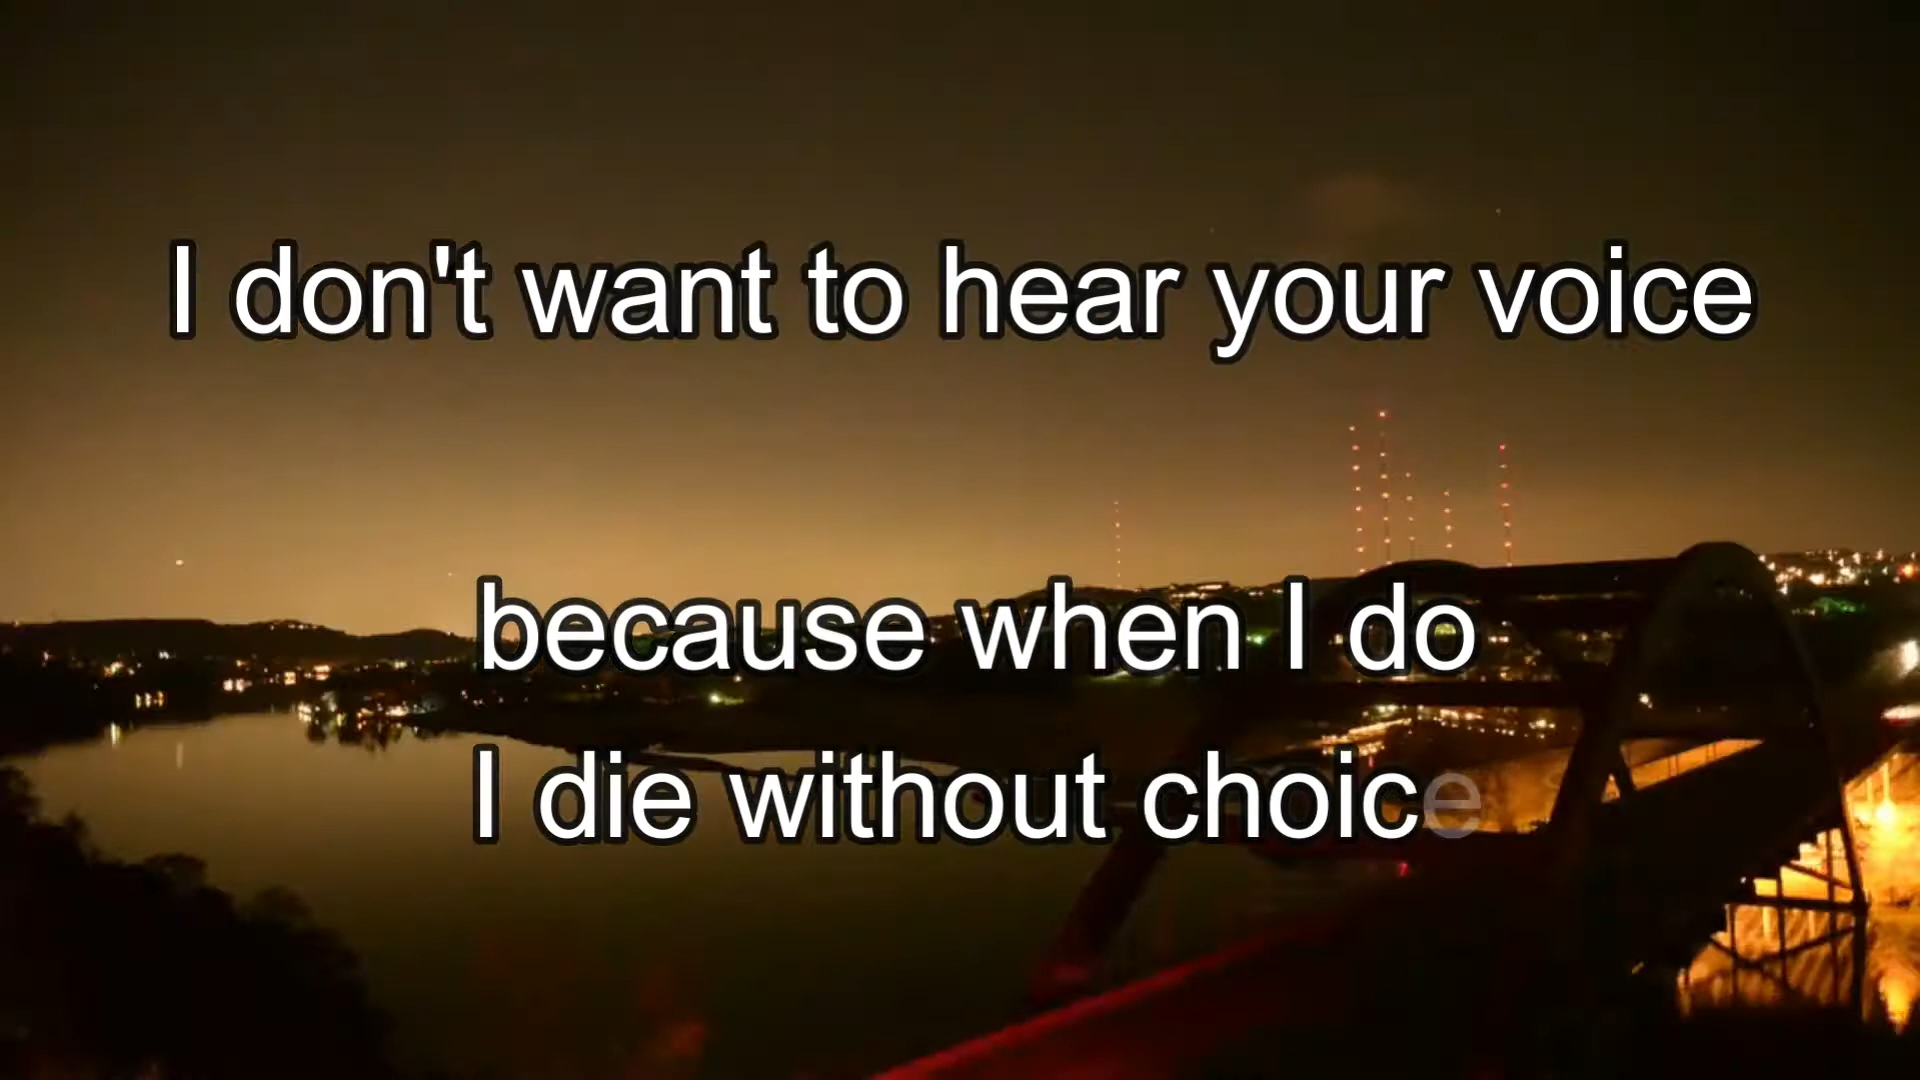 I don't want to hear your voice
because when I do
I die without choice